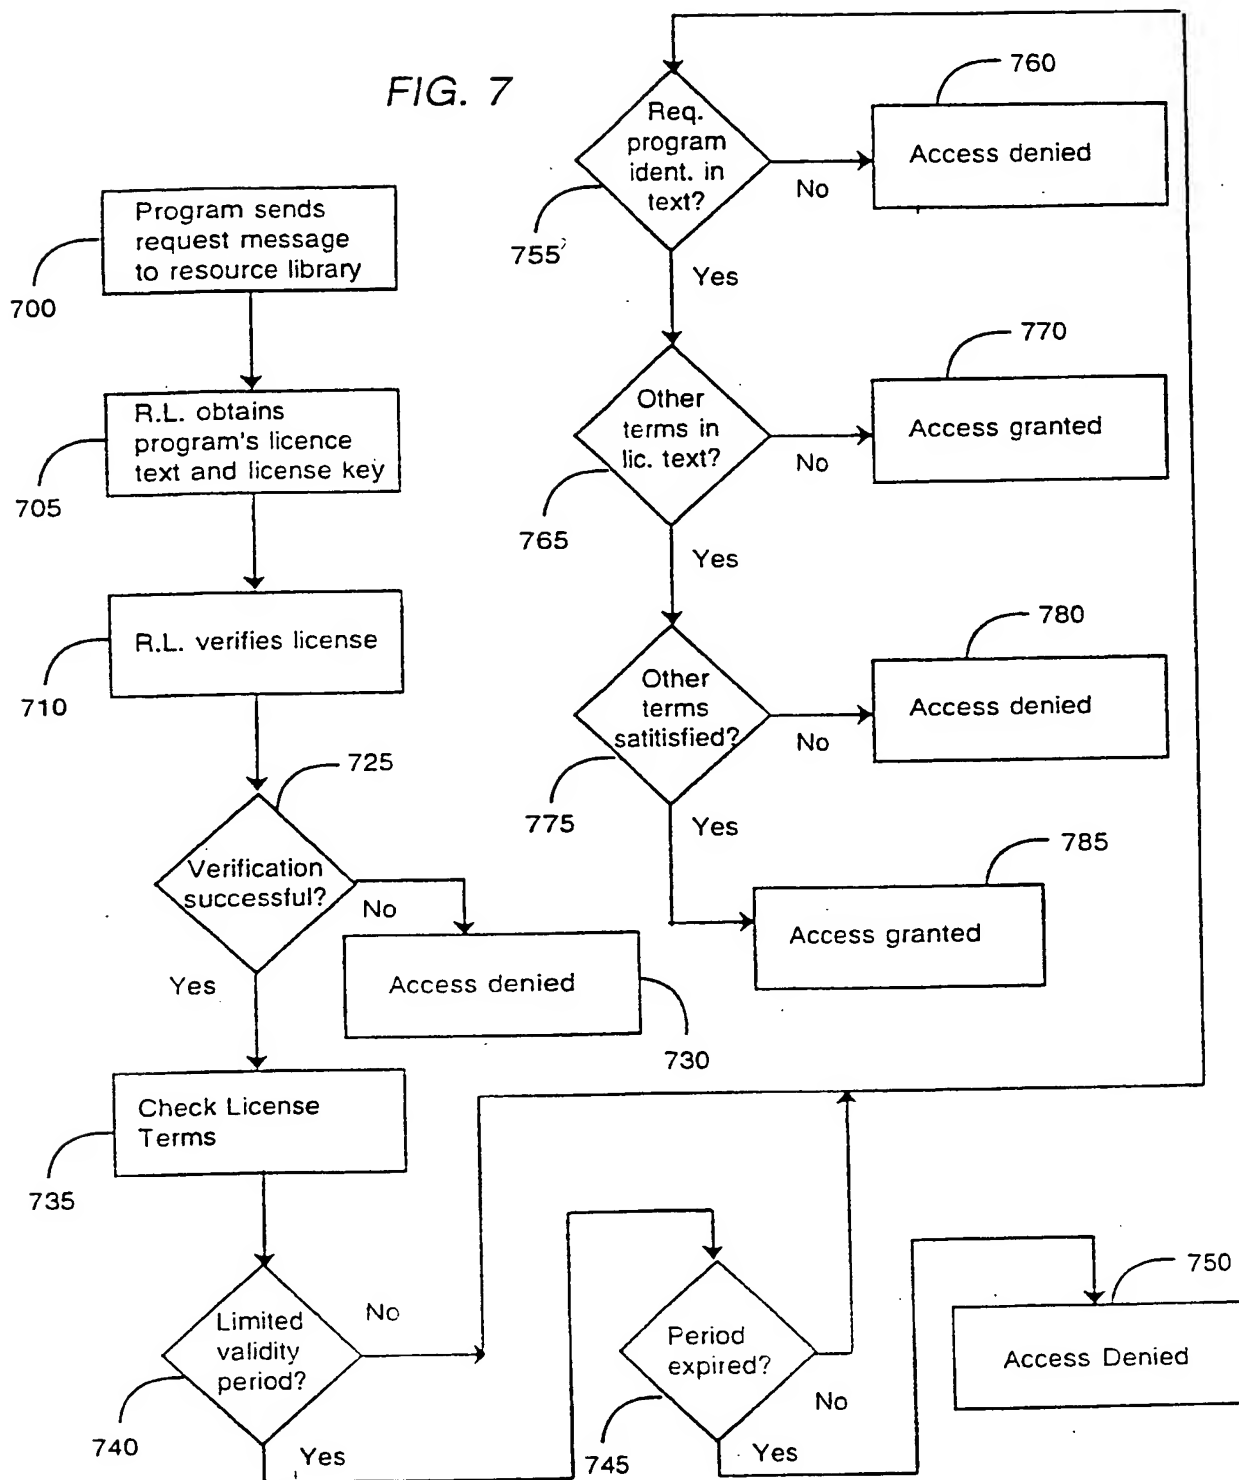 FIG. 7
Program sends
request message
to resource library
700
R.L. obtains
program's licence
text and license key
705
R.L. verifies license
710
725
Verification
successful?
No
Yes
Access denied
730
Check License
Terms
735
Limited
validity
period?
No
740
Yes
Period
expired?
No
745
Yes
750
Access Denied
Req.
program
ident. in
text?
755
No
Yes
760
Access denied
Other
terms in
lic. text?
765
No
Yes
770
Access granted
Other
terms
satitisfied?
775
No
Yes
780
Access denied
785
Access granted